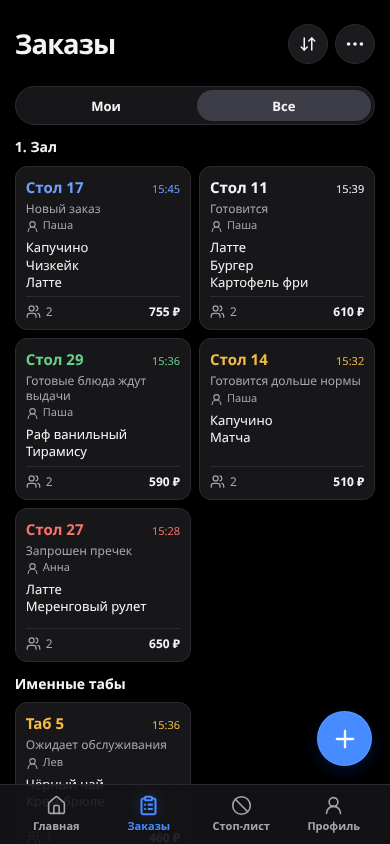 Заказы
Мои
Все
1. Зал
Стол 17
15:45
Новый заказ
Паша
Капучино
Чизкейк
Латте
2
755 ₽
Стол 11
15:39
Готовится
Паша
Латте
Бургер
Картофель фри
2
610 ₽
Стол 29
15:36
Готовые блюда ждут
выдачи
Паша
Раф ванильный
Тирамису
2
590 ₽
Стол 14
15:32
Готовится дольше нормы
Паша
Капучино
Матча
2
510 ₽
Стол 27
15:28
Запрошен пречек
Анна
Латте
Меренговый рулет
2
650 ₽
Именные табы
Таб 5
15:36
Ожидает обслуживания
Лев
Чёрный чай
1
460 ₽
Главная
Заказы
Стоп-лист
Профиль